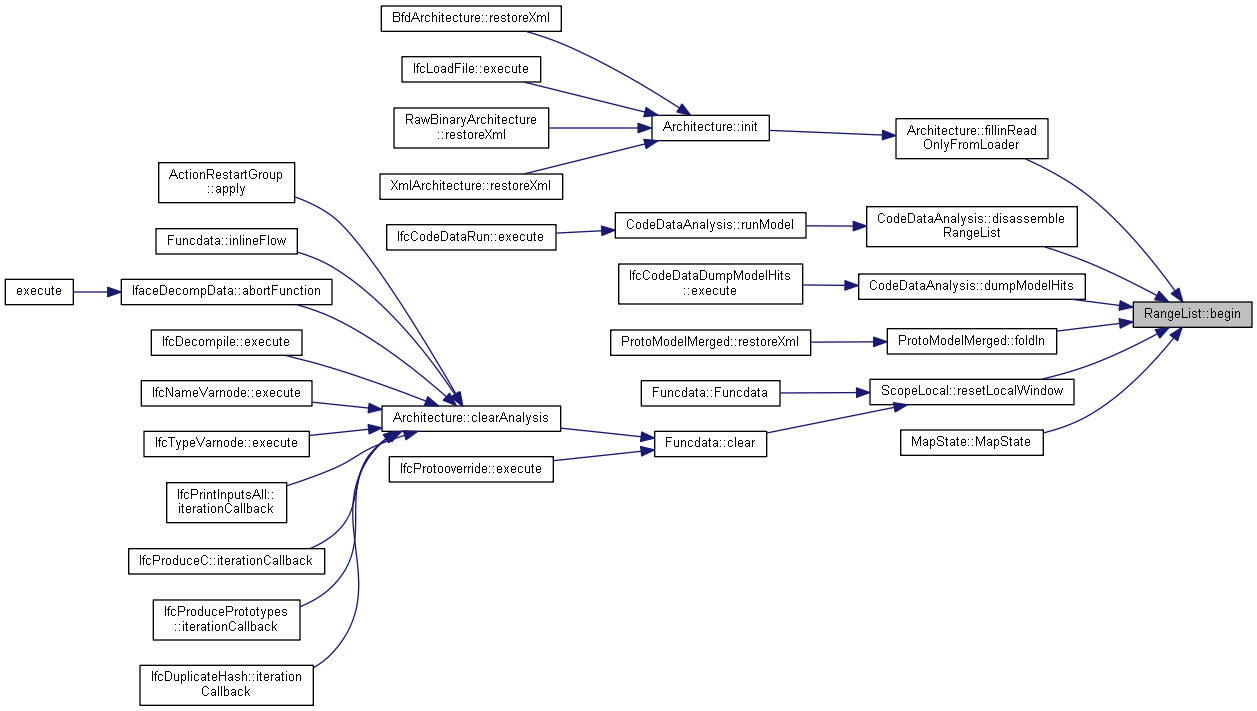 BfdArchitecture::restoreXml
IfcLoadFile::execute
RawBinaryArchitecture
::restoreXml
XmlArchitecture::restoreXml
Architecture::init
Architecture::fillinRead
OnlyFromLoader
ActionRestartGroup
::apply
Funcdata::inlineFlow
IfcCodeDataRun::execute
CodeDataAnalysis::runModel
CodeDataAnalysis::disassemble
RangeList
execute
IfaceDecompData::abortFunction
IfcCodeDataDumpModelHits
::execute
CodeDataAnalysis::dumpModelHits
RangeList::begin
IfcDecompile::execute
ProtoModelMerged::restoreXml
ProtoModelMerged::foldIn
IfcNameVarnode::execute
Funcdata::Funcdata
ScopeLocal::resetLocalWindow
Architecture::clearAnalysis
IfcTypeVarnode::execute
Funcdata::clear
MapState::MapState
IfcProtooverride::execute
IfcPrintInputsAll::
iterationCallback
IfcProduceC::iterationCallback
IfcProducePrototypes
::iterationCallback
IfcDuplicateHash::iteration
Callback